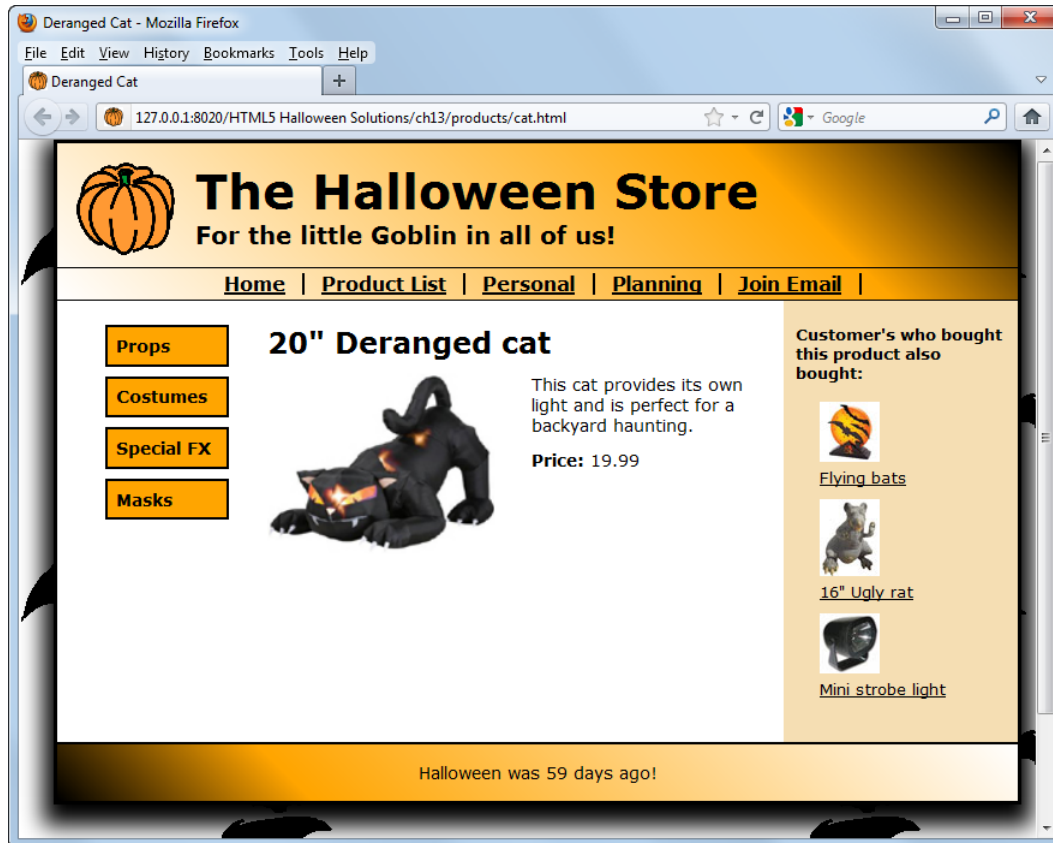 Deranged Cat - Mozilla Firefox
File Edit View History Bookmarks Tools Help
Deranged Cat +
127.0.0.1:8020/HTML5 Halloween Solutions/ch13/products/cat.html Google
The Halloween Store
For the little Goblin in all of us!
Home | Product List | Personal | Planning | Join Email |
Props
Costumes
Special FX
Masks
20" Deranged cat
This cat provides its own
light and is perfect for a
backyard haunting.
Price: 19.99
Customer's who bought
this product also
bought:
Flying bats
16" Ugly rat
Mini strobe light
Halloween was 59 days ago!